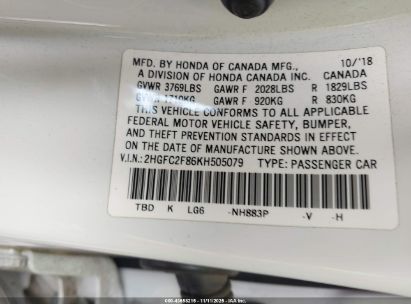 MFD. BY HONDA OF CANADA MFG., 10/'18
A DIVISION OF HONDA CANADA INC. CANADA
GVWR 3769LBS GAWR F 2028LBS R 1829LBS
GVWR 1710KG GAWR F 920KG R 830KG
THIS VEHICLE CONFORMS TO ALL APPLICABLE
FEDERAL MOTOR VEHICLE SAFETY, BUMPER,
AND THEFT PREVENTION STANDARDS IN EFFECT
ON THE DATE OF MANUFACTURE SHOWN ABOVE.
V.I.N.: 2HGFC2F86KH505079 TYPE: PASSENGER CAR
TBD K LG6 -NH883P -V -H